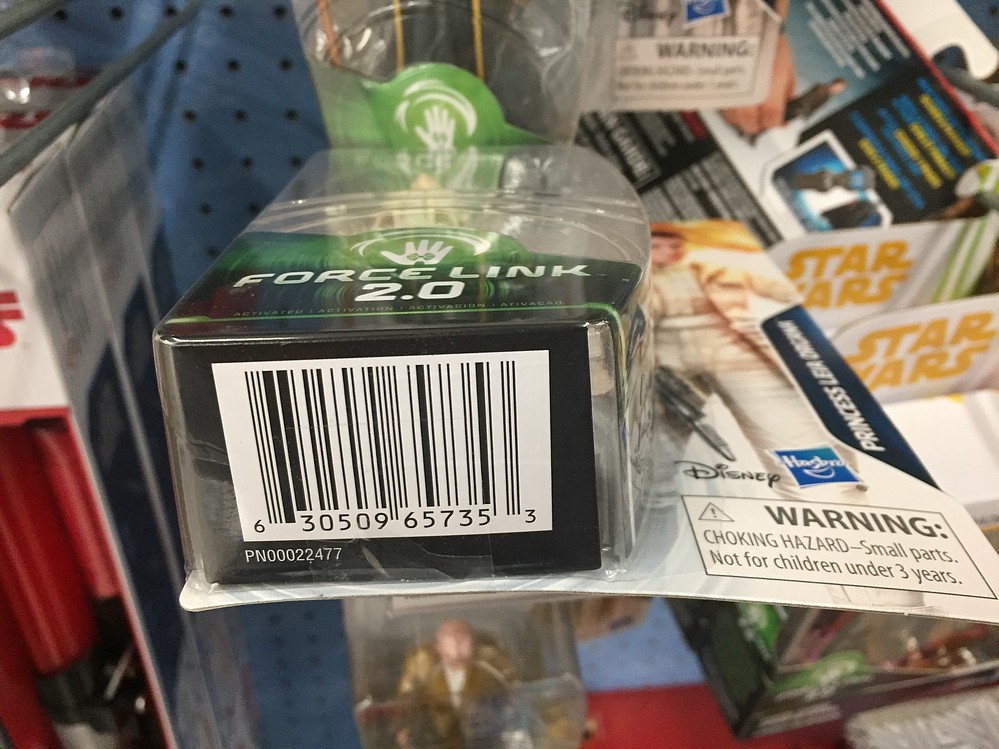 Disney
WARNING:
FORCE LINK
2.0
ACTIVATED | ACTIVATION | ACTIVACIÓN | ATIVAÇÃO
6 30509 65735 3
PN00022477
STAR
WARS
STAR
WARS
PRINCESS LEIA ORGANA
Disney
Hasbro
WARNING:
CHOKING HAZARD–Small parts.
Not for children under 3 years.